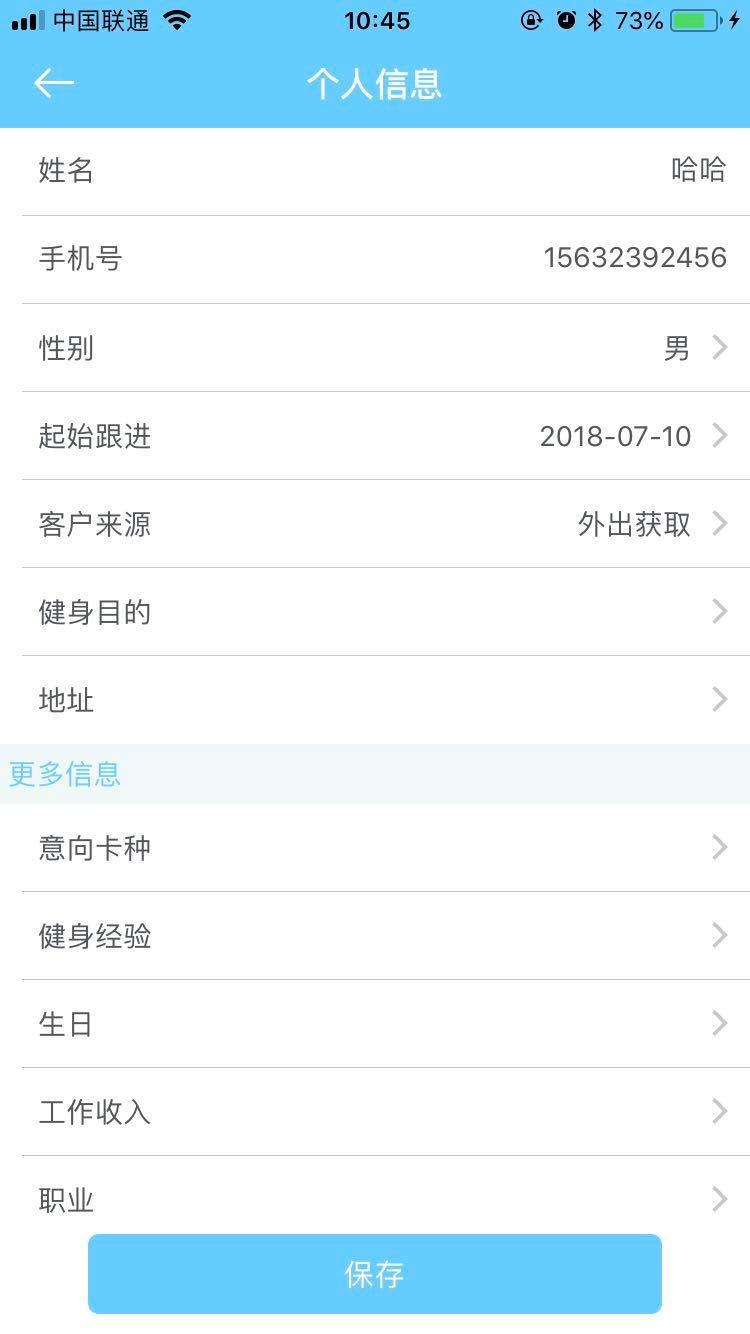 中国联通 10:45 73%
个人信息
姓名 哈哈
手机号 15632392456
性别 男
起始跟进 2018-07-10
客户来源 外出获取
健身目的
地址
更多信息
意向卡种
健身经验
生日
工作收入
职业
保存